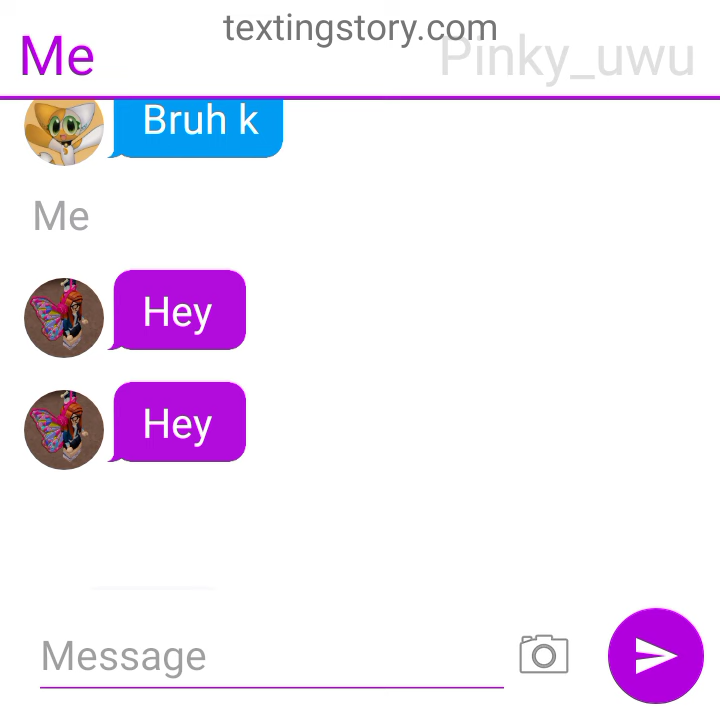 textingstory.com
Me
Pinky_uwu
Bruh k
Me
Hey
Hey
Message